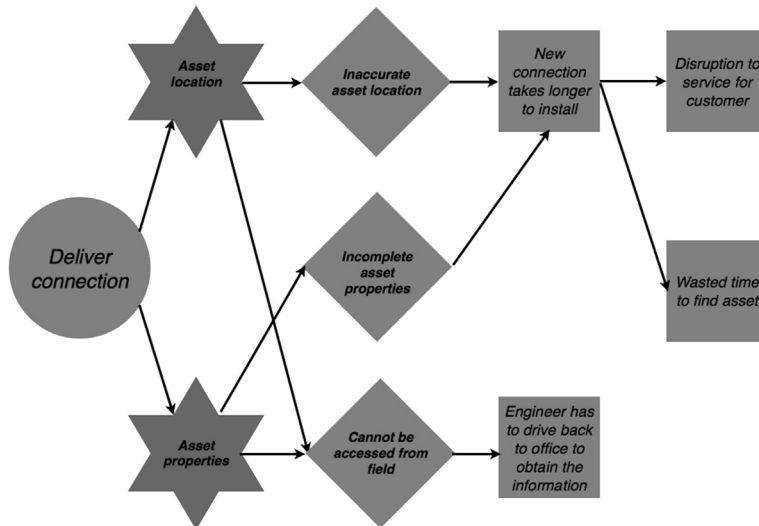 Asset
location
Inaccurate
asset location
New
connection
takes longer
to install
Disruption to
service for
customer
Deliver
connection
Incomplete
asset
properties
Wasted time
to find asset
Asset
properties
Cannot be
accessed from
field
Engineer has
to drive back
to office to
obtain the
information